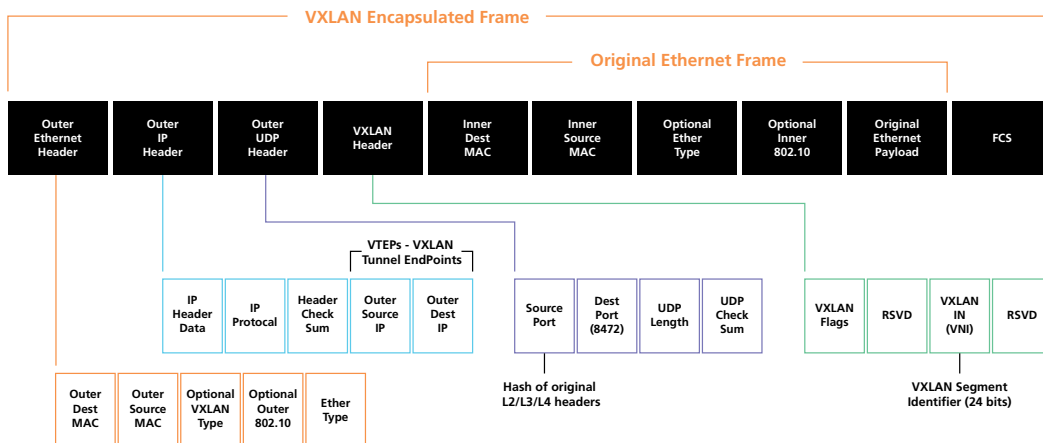 VXLAN Encapsulated Frame
Original Ethernet Frame
Outer
Ethernet
Header
Outer
IP
Header
Outer
UDP
Header
VXLAN
Header
Inner
Dest
MAC
Inner
Source
MAC
Optional
Ether
Type
Optional
Inner
802.10
Original
Ethernet
Payload
FCS
VTEPs - VXLAN
Tunnel EndPoints
IP
Header
Data
IP
Protocal
Header
Check
Sum
Outer
Source
IP
Outer
Dest
IP
Source
Port
Dest
Port
(8472)
UDP
Length
UDP
Check
Sum
VXLAN
Flags
RSVD
VXLAN
IN
(VNI)
RSVD
Hash of original
L2/L3/L4 headers
VXLAN Segment
Identifier (24 bits)
Outer
Dest
MAC
Outer
Source
MAC
Optional
VXLAN
Type
Optional
Outer
802.10
Ether
Type